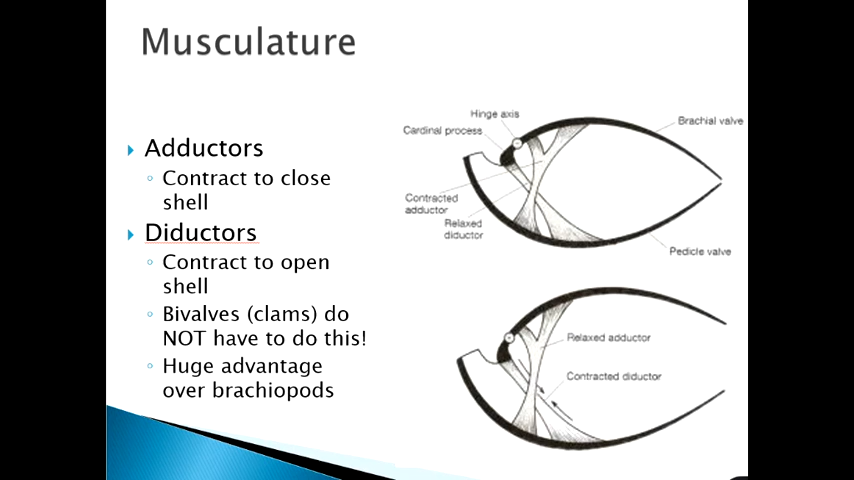 Musculature
Adductors
Contract to close
shell
Diductors
Contract to open
shell
Bivalves (clams) do
NOT have to do this!
Huge advantage
over brachiopods
Hinge axis
Cardinal process
Brachial valve
Contracted
adductor
Relaxed
diductor
Pedicle valve
Relaxed adductor
Contracted diductor